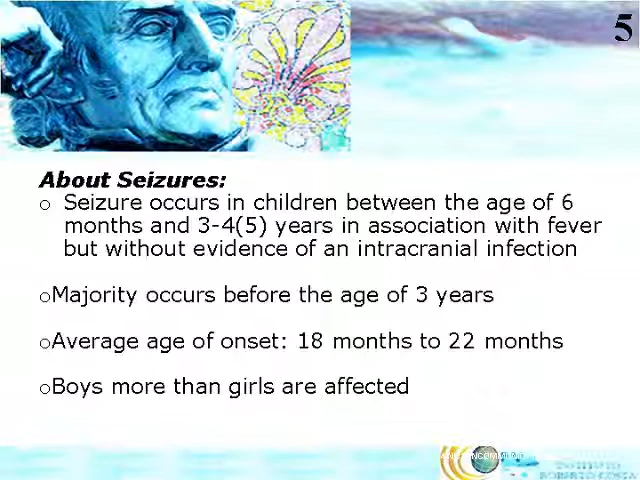 5
About Seizures:
o Seizure occurs in children between the age of 6
months and 3-4(5) years in association with fever
but without evidence of an intracranial infection
oMajority occurs before the age of 3 years
oAverage age of onset: 18 months to 22 months
oBoys more than girls are affected